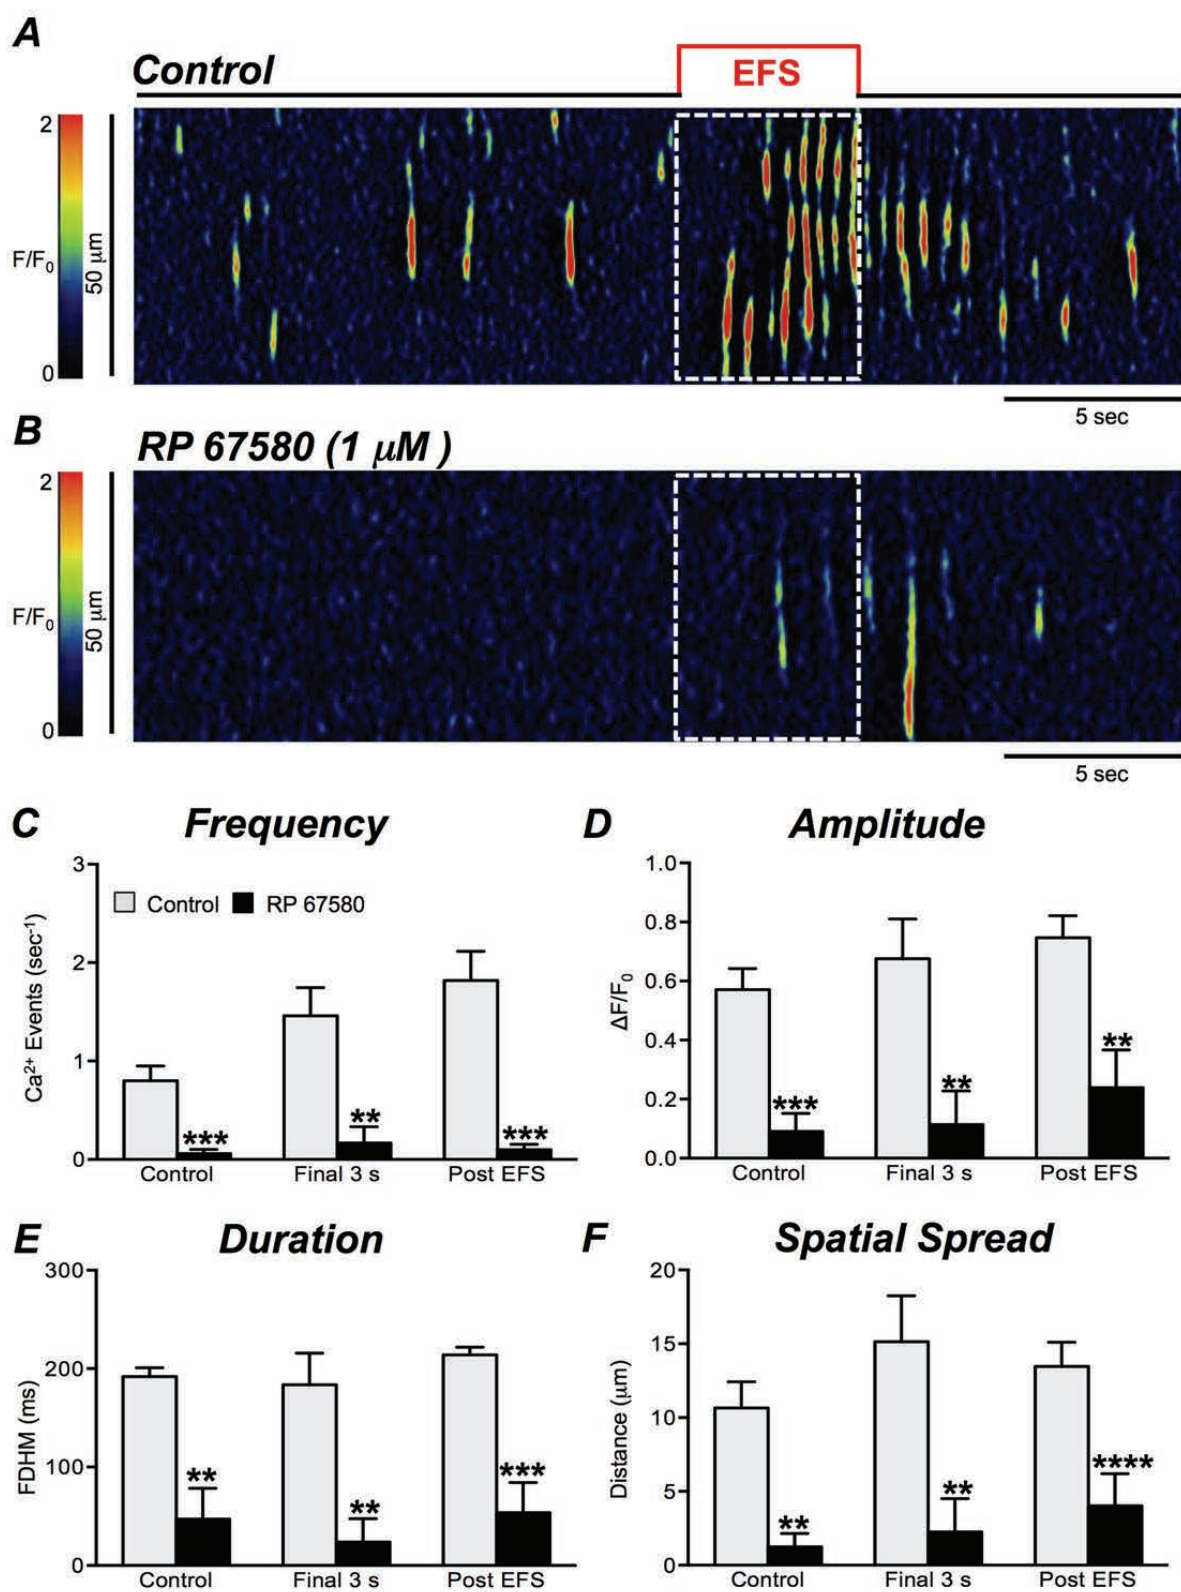 A
Control
EFS
2
F/F0
50 μm
0
5 sec
B
RP 67580 (1 μM )
2
F/F0
50 μm
0
5 sec
C
Frequency
3
2
1
0
Ca2+ Events (sec-1)
Control
RP 67580
***
**
***
Control
Final 3 s
Post EFS
D
Amplitude
1.0
0.8
0.6
0.4
0.2
0.0
ΔF/F0
***
**
**
Control
Final 3 s
Post EFS
E
Duration
300
200
100
0
FDHM (ms)
**
**
***
Control
Final 3 s
Post EFS
F
Spatial Spread
20
15
10
5
0
Distance (μm)
**
**
****
Control
Final 3 s
Post EFS